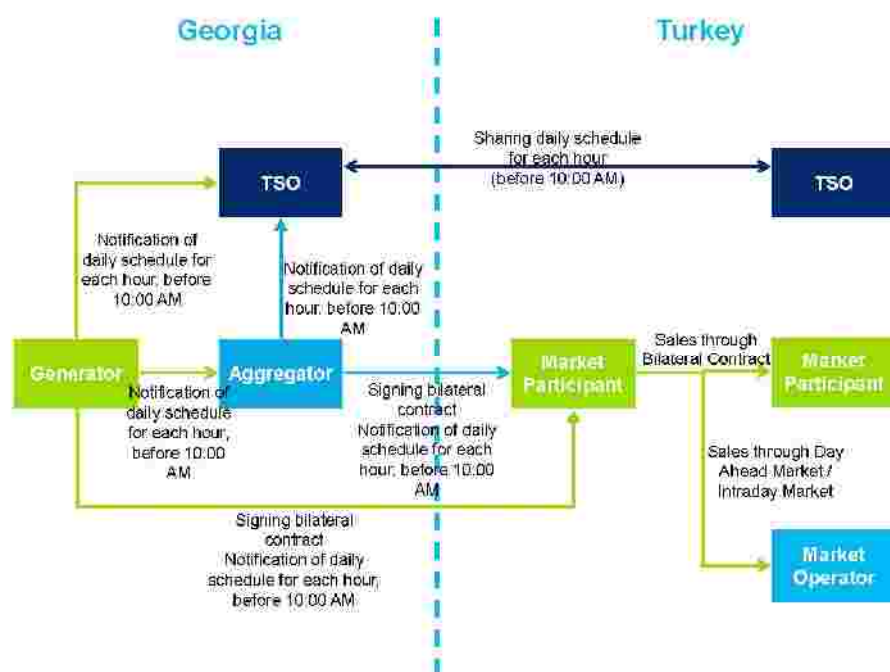 Georgia
Turkey
Sharing daily schedule
for each hour
(before 10:00 AM)
TSO
TSO
Notification of
daily schedule for
each hour, before
10:00 AM
Notification of daily
schedule for each
hour, before 10:00
AM
Generator
Aggregator
Market
Participant
Sales through
Bilateral Contract
Market
Participant
Notification of
daily schedule
for each hour,
before 10:00
AM
Signing bilateral
contract
Notification of daily
schedule for each
hour, before 10:00
AM
Sales through Day
Ahead Market /
Intraday Market
Signing bilateral
contract
Notification of daily
schedule for each hour,
before 10:00 AM
Market
Operator